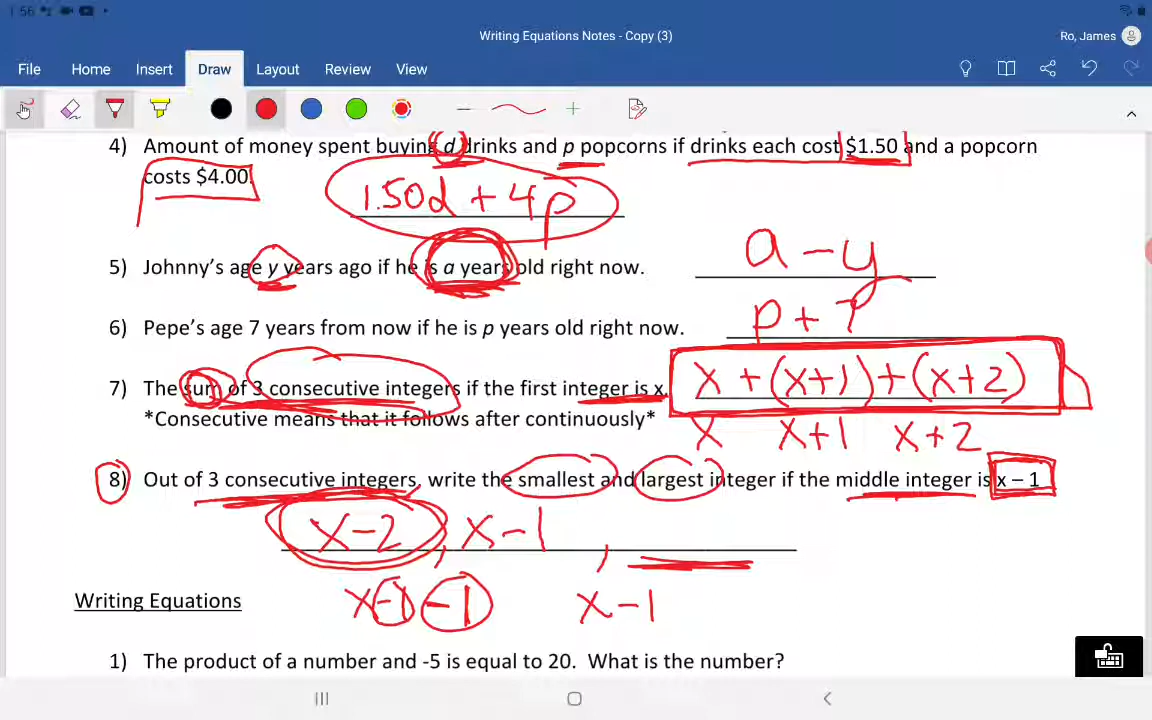 1:56
Writing Equations Notes - Copy (3)
Ro, James
File Home Insert Draw Layout Review View
4) Amount of money spent buying d drinks and p popcorns if drinks each cost $1.50 and a popcorn
costs $4.00.
1.50d + 4p
5) Johnny's age y years ago if he is a years old right now.
a - y
6) Pepe's age 7 years from now if he is p years old right now.
p + 7
7) The sum of 3 consecutive integers if the first integer is x.
x + (x+1) + (x+2)
*Consecutive means that it follows after continuously*
x x+1 x+2
8) Out of 3 consecutive integers, write the smallest and largest integer if the middle integer is x – 1
x-2, x-1,
x-1-1 x-1
Writing Equations
1) The product of a number and -5 is equal to 20. What is the number?